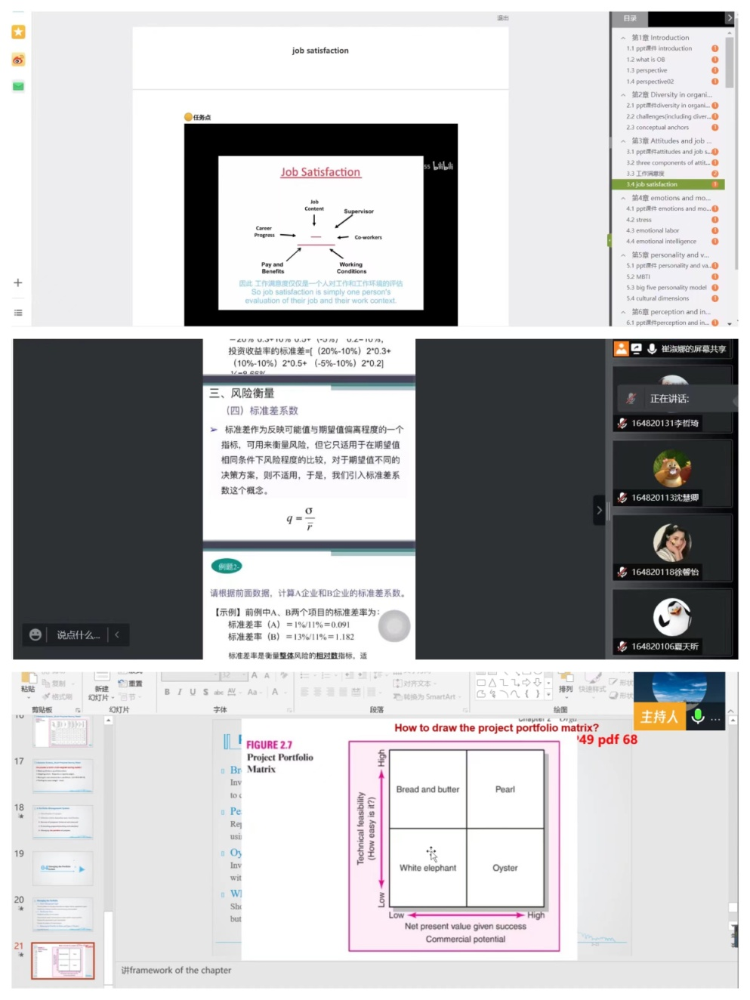 退出
目录
job satisfaction
任务点
55 bilibili
Job Satisfaction
Job
Content
Supervisor
Career
Progress
Co-workers
Pay and
Benefits
Working
Conditions
因此 工作满意度仅仅是一个人对工作和工作环境的评估
So job satisfaction is simply one person's
evaluation of their job and their work context.
第1章 Introduction
1.1 ppt课件 introduction 1
1.2 what is OB 1
1.3 perspective 1
1.4 perspective02 1
第2章 Diversity in organi...
2.1 ppt课件diversity in organi... 1
2.2 challenges(including diver... 1
2.3 conceptual anchors 1
第3章 Attitudes and job ...
3.1 ppt课件attitudes and job s... 1
3.2 three components of attit... 1
3.3 工作满意度 2
3.4 job satisfaction 1
第4章 emotions and mo...
4.1 ppt课件 emotions and mo... 1
4.2 stress 1
4.3 emotional labor 1
4.4 emotional intelligence 1
第5章 personality and v...
5.1 ppt课件 personality and va... 1
5.2 MBTI 1
5.3 big five personality model 1
5.4 cultural dimensions 1
第6章 perception and in...
6.1 ppt课件perception and in... 1
投资收益率的标准差=[（20%-10%）2*0.3+
（10%-10%）2*0.5+（-5%-10%）2*0.2]
三、风险衡量
（四）标准差系数
➢ 标准差作为反映可能值与期望值偏离程度的一个
指标，可用来衡量风险，但它只适用于在期望值
相同条件下风险程度的比较，对于期望值不同的
决策方案，则不适用，于是，我们引入标准差系
数这个概念。
q = σ / r̄
例题2-
请根据前面数据，计算A企业和B企业的标准差系数。
【示例】前例中A、B两个项目的标准差率为：
标准差率（A）＝1%/11%＝0.091
标准差率（B）＝13%/11%＝1.182
标准差率是衡量整体风险的相对数指标，适
说点什么...
崔淑娜的屏幕共享
正在讲话:
164820131李哲琦
164820113沈慧卿
164820118徐馨怡
164820106夏天昕
粘贴
复制
格式刷
剪贴板
新建
幻灯片
重置
节
幻灯片
32 A A
B I U S abc AV Aa A
字体
对齐文本
转换为 SmartArt
段落
排列 快速样式
绘图
主持人
16
17
18
19
20
21
How to draw the project portfolio matrix?
49 pdf 68
FIGURE 2.7
Project Portfolio
Matrix
Br
Inv
to c
Pe
Rep
usi
Oy
Inv
wit
Wl
Sho
but
Technical feasibility
(How easy is it?)
High
Low
Bread and butter
Pearl
White elephant
Oyster
Low
High
Net present value given success
Commercial potential
讲framework of the chapter